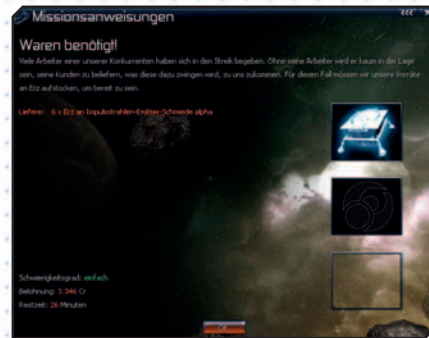 Missionsanweisungen
Waren benötigt!
Viele Arbeiter einer unserer Konkurrenten haben sich in den Streik begeben. Ohne seine Arbeiter wird er kaum in der Lage
sein, seine Kunden zu beliefern, was diese dazu zwingen wird, zu uns zukommen. Für diesen Fall müssen wir unsere Vorräte
an Erz aufstocken, um bereit zu sein.
Liefere: 6 x Erz an Impulsstrahlen-Emitter-Schmiede alpha
Schwierigkeitsgrad: einfach
Belohnung: 3.346 Cr
Restzeit: 26 Minuten
OK